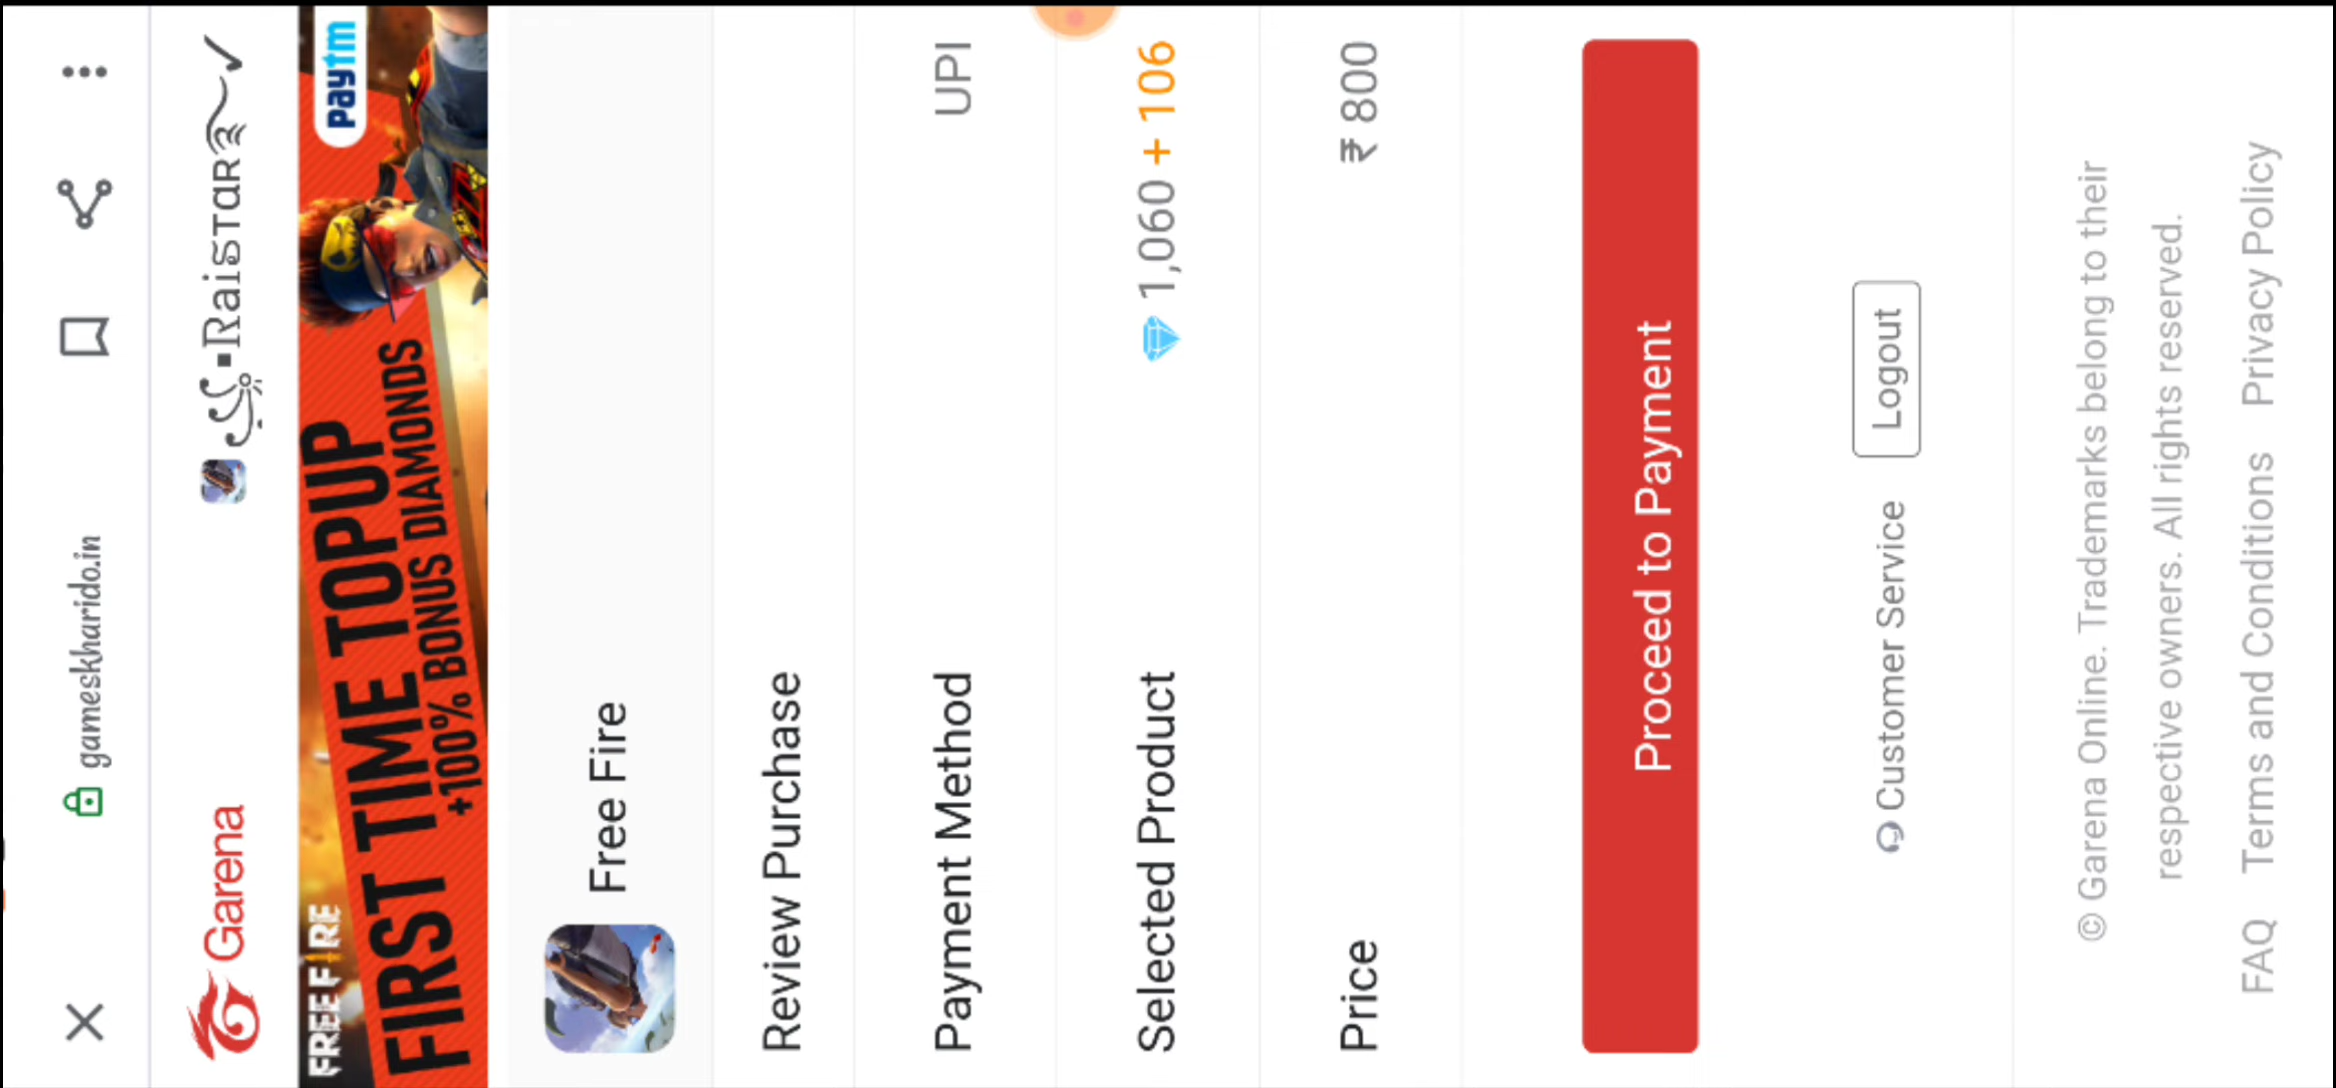 gameskharido.in
Garena
▪RaiꜱᴛɑʀRaistar
FREE FIRE
paytm
FIRST TIME TOPUP
+100% BONUS DIAMONDS
Free Fire
Review Purchase
Payment Method UPI
Selected Product 1,060 + 106
Price ₹ 800
Proceed to Payment
Customer Service Logout
© Garena Online. Trademarks belong to their
respective owners. All rights reserved.
FAQ Terms and Conditions Privacy Policy